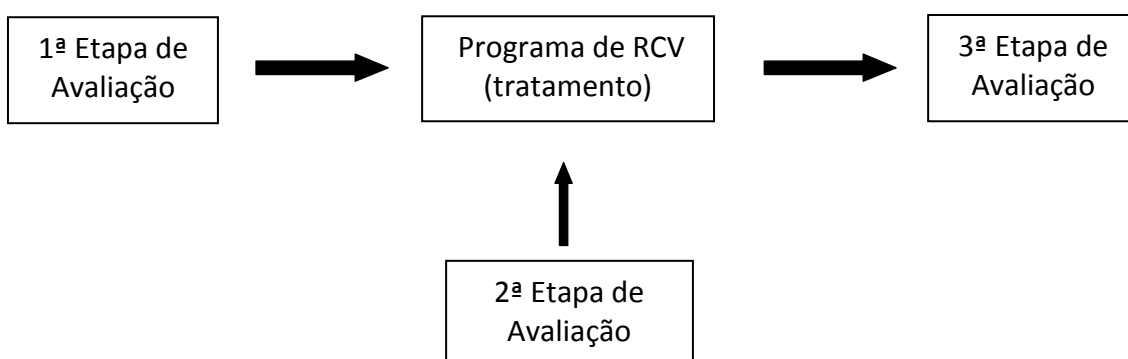 1ª Etapa de
Avaliação
Programa de RCV
(tratamento)
3ª Etapa de
Avaliação
2ª Etapa de
Avaliação